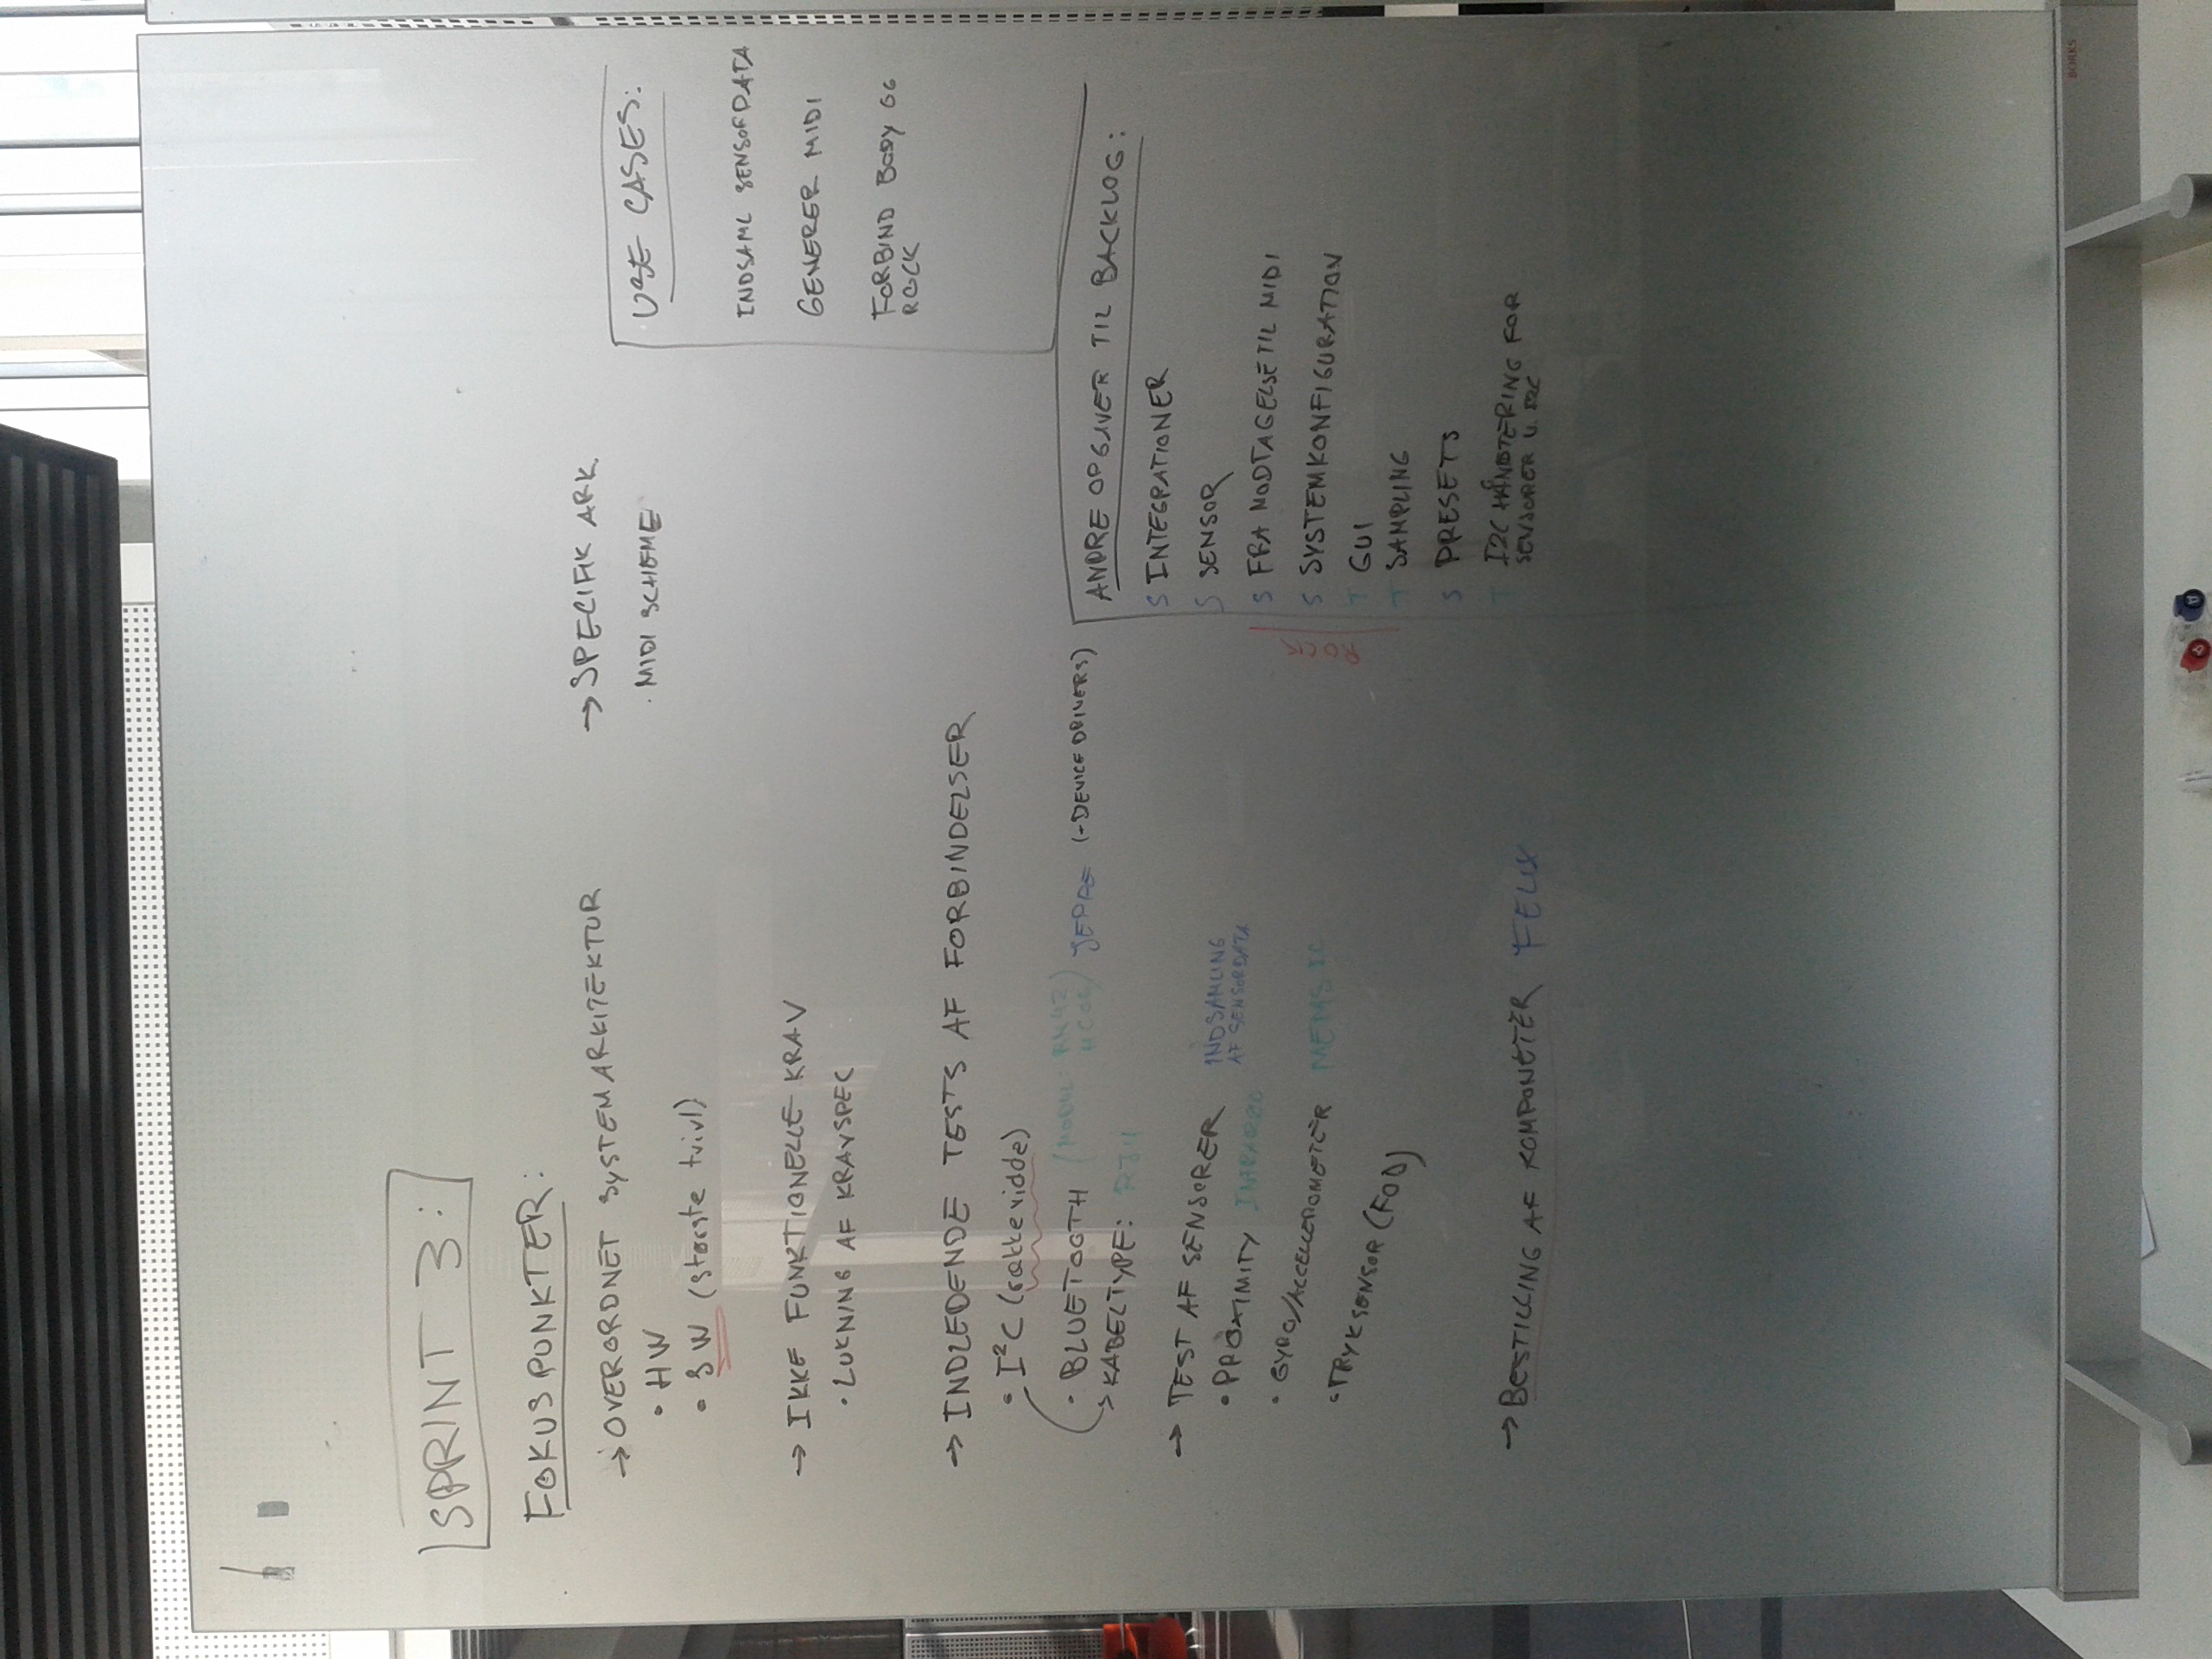 SPRINT 3:
FOKUSPUNKTER:
→ OVERORDNET SYSTEMARKITEKTUR
• HW
• SW (største tvivl)
→ IKKE FUNKTIONELLE KRAV
• LUKNING AF KRAVSPEC
→ INDLEDENDE TESTS AF FORBINDELSER
• I²C (rækkevidde)
• BLUETOOTH (MODUL: RN42 HC06) JEPPE (-DEVICE DRIVERS)
→ KABELTYPE: RJ11
→ TEST AF SENSORER INDSAMLING
AF SENSORDATA
• PROXIMITY INFRARØD
• GYRO/ACCELLEROMETER MEMS IC
• TRYKSENSOR (FOD)
→ BESTILLING AF KOMPONETER FELIX
→ SPECIFIK ARK.
• MIDI SCHEME
USE CASES:
INDSAML SENSORDATA
GENERER MIDI
FORBIND BODY OG
ROCK
ANDRE OPGAVER TIL BACKLOG:
S INTEGRATIONER
S SENSOR
S FRA MODTAGELSE TIL MIDI
S SYSTEMKONFIGURATION
T GUI
T SAMPLING
S PRESETS
T I2C HÅNDTERING FOR
SENSORER U. I2C
ROCK
BORKS